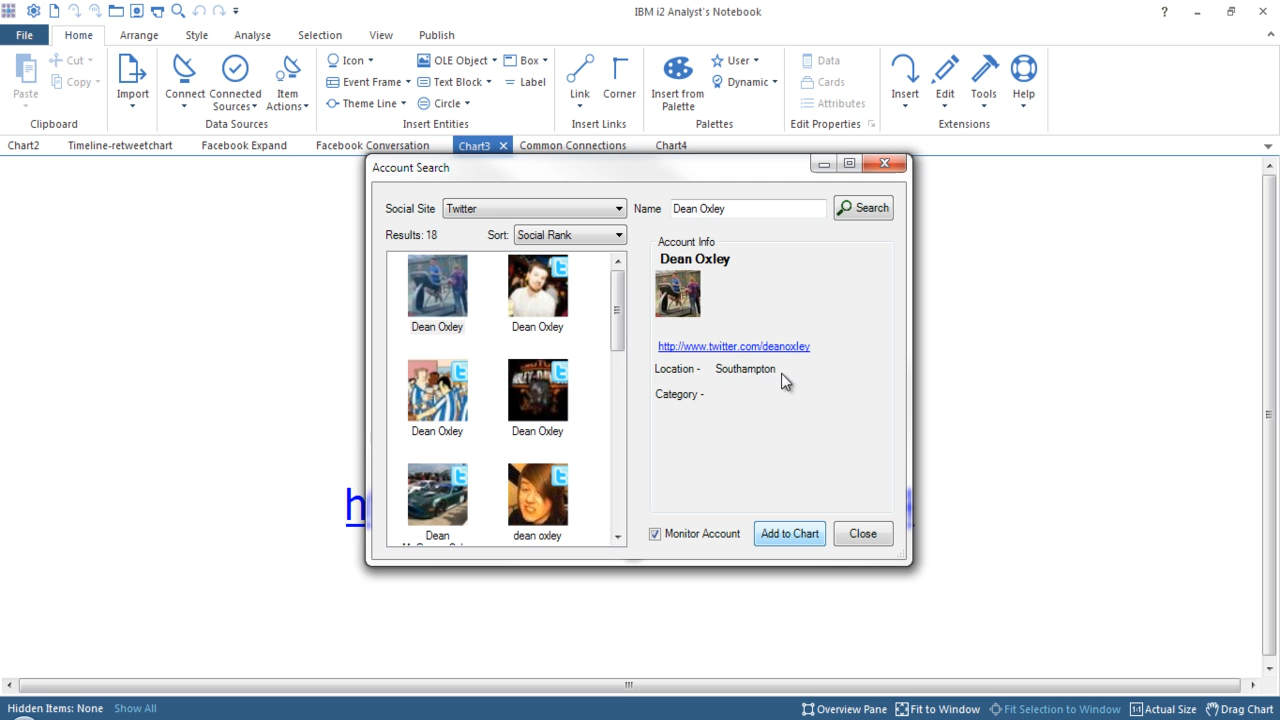 IBM i2 Analyst's Notebook
File Home Arrange Style Analyse Selection View Publish
Paste
Cut
Copy
Clipboard
Import
Connect
Connected Sources
Item Actions
Data Sources
Icon
Event Frame
Theme Line
OLE Object
Text Block
Circle
Box
Label
Insert Entities
Link
Corner
Insert Links
Insert from Palette
User
Dynamic
Palettes
Data
Cards
Attributes
Edit Properties
Insert
Edit
Tools
Help
Extensions
Chart2 Timeline-retweetchart Facebook Expand Facebook Conversation Chart3 Common Connections Chart4
Account Search
Social Site Twitter Name Dean Oxley Search
Results: 18 Sort: Social Rank
Dean Oxley Dean Oxley
Dean Oxley Dean Oxley
Dean dean oxley
Account Info
Dean Oxley
http://www.twitter.com/deanoxley
Location - Southampton
Category -
Monitor Account Add to Chart Close
Hidden Items: None Show All Overview Pane Fit to Window Fit Selection to Window Actual Size Drag Chart